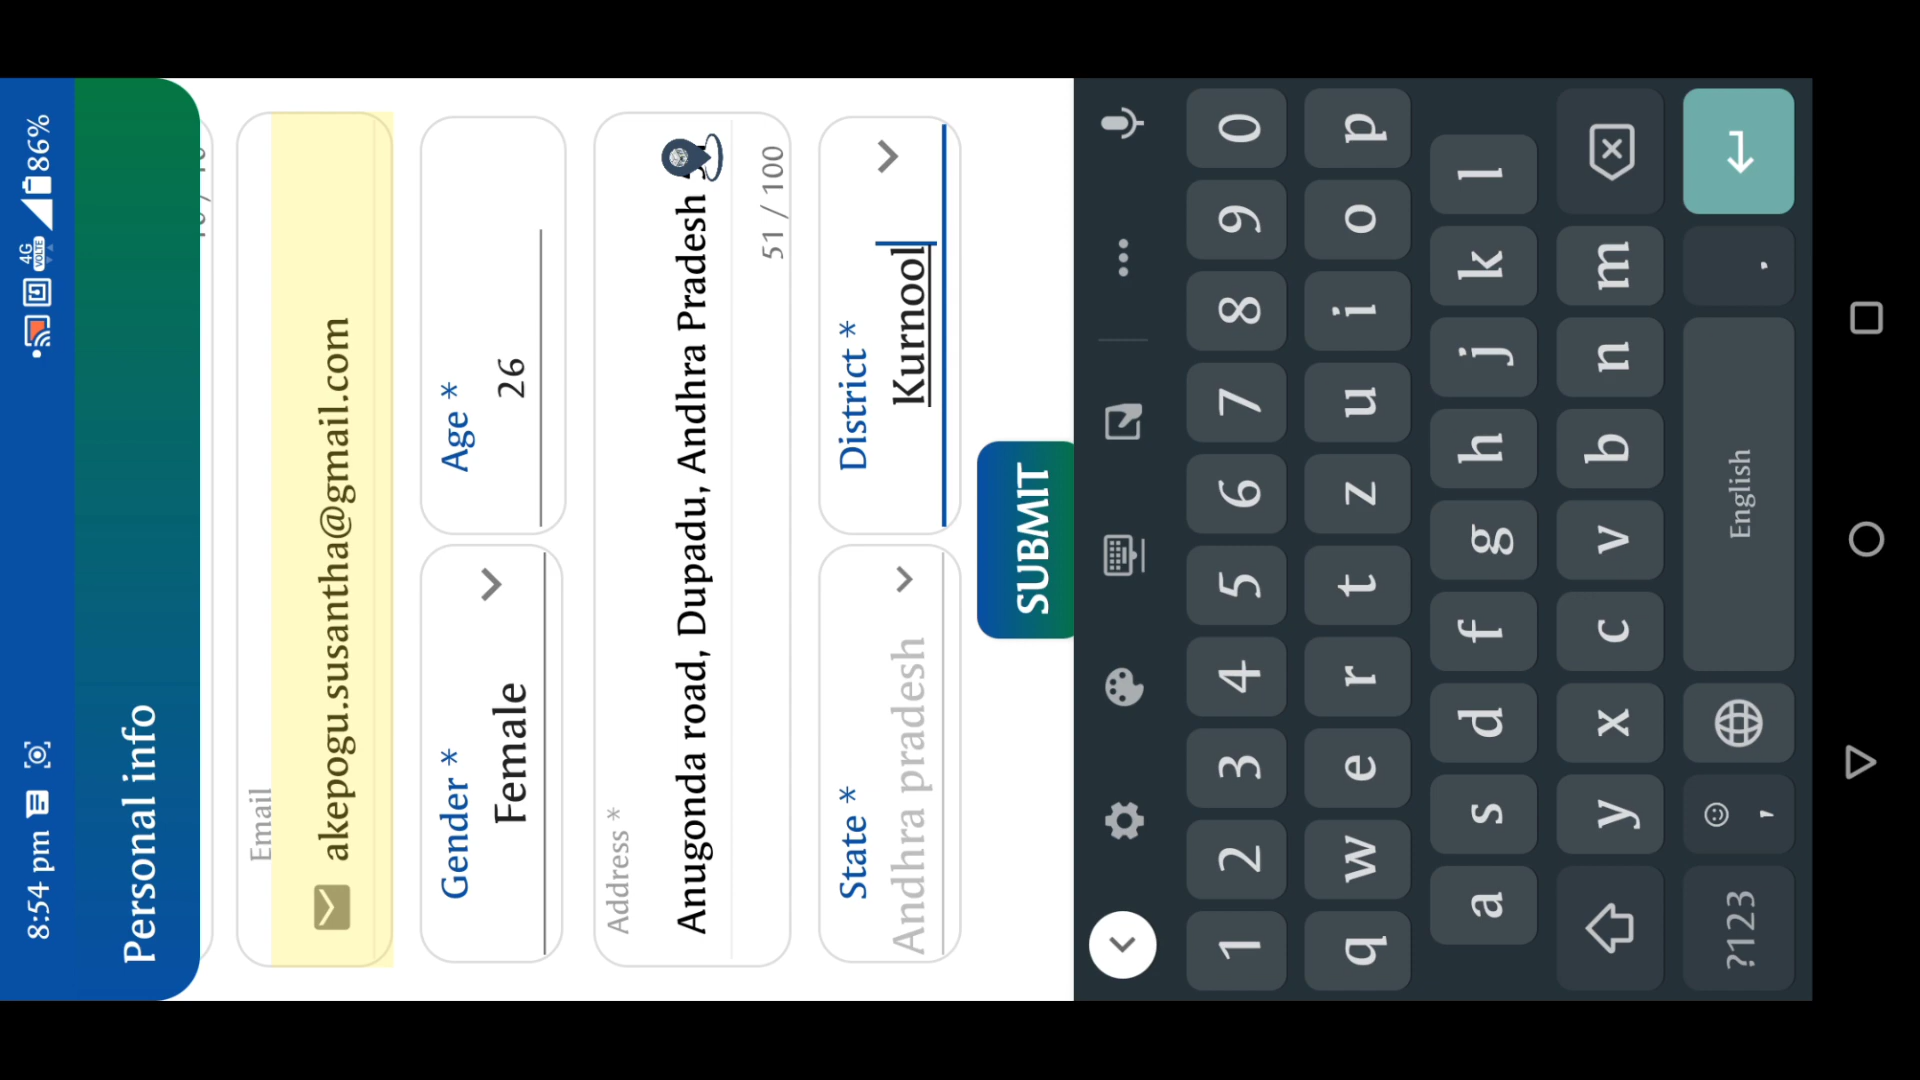 8:54 pm 4G VOLTE 86%
Personal info
Email
akepogu.susantha@gmail.com
Gender * Age *
Female 26
Address *
Anugonda road, Dupadu, Andhra Pradesh
51 / 100
State * District *
Andhra pradesh Kurnool
SUBMIT
1 2 3 4 5 6 7 8 9 0
q w e r t z u i o p
a s d f g h j k l
y x c v b n m
?123 , English .